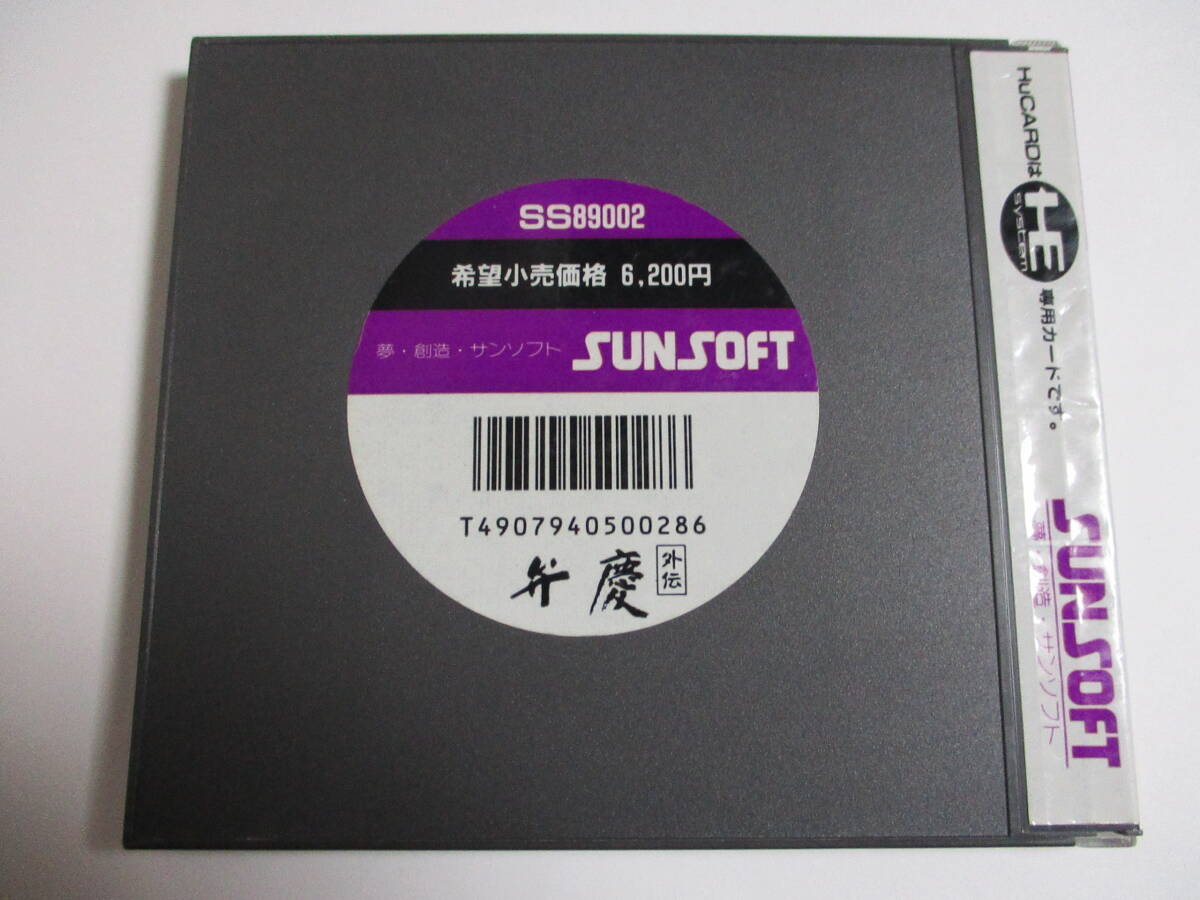 SS89002
希望小売価格 6,200円
夢・創造・サンソフト SUNSOFT
T4907940500286
弁慶 外伝
HuCARDは HE system 専用カードです。
SUNSOFT
夢・創造・サンソフト